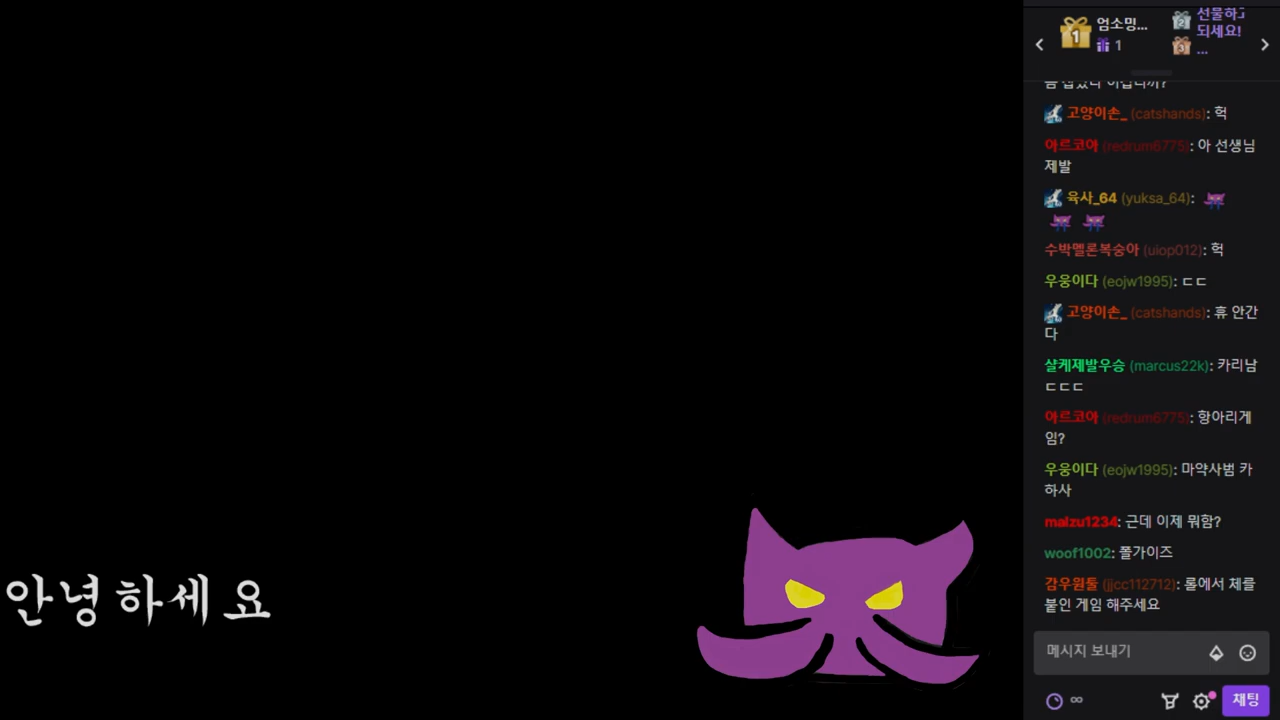 엄소밍...
1
1
선물하고
되세요!
2
3
...
고양이손_ (catshands): 헉
아르코아 (redrum6775): 아 선생님
제발
육사_64 (yuksa_64):
수박멜론복숭아 (uiop012): 헉
우웅이다 (eojw1995): ㄷㄷ
고양이손_ (catshands): 휴 안간
다
샬케제발우승 (marcus22k): 카리남
ㄷㄷㄷ
아르코아 (redrum6775): 항아리게
임?
우웅이다 (eojw1995): 마약사범 카
하사
malzu1234: 근데 이제 뭐함?
woof1002: 폴가이즈
감우원툴 (jjcc112712): 롤에서 체를
붙인 게임 해주세요
안녕하세요
메시지 보내기
∞
채팅